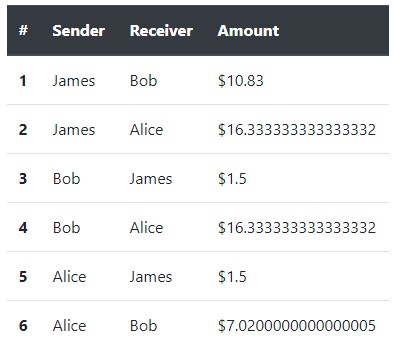 # Sender Receiver Amount
1 James Bob $10.83
2 James Alice $16.333333333333332
3 Bob James $1.5
4 Bob Alice $16.333333333333332
5 Alice James $1.5
6 Alice Bob $7.0200000000000005